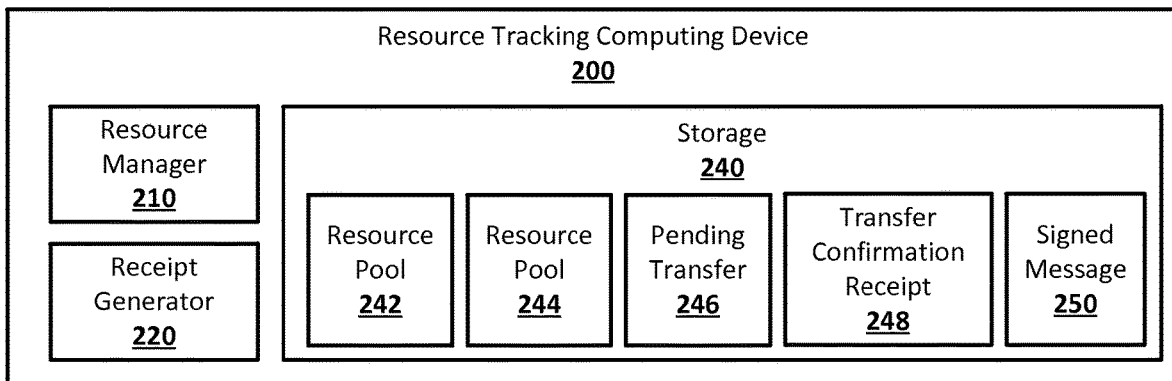 Resource Tracking Computing Device
200
Resource
Manager
210
Receipt
Generator
220
Storage
240
Resource
Pool
242
Resource
Pool
244
Pending
Transfer
246
Transfer
Confirmation
Receipt
248
Signed
Message
250